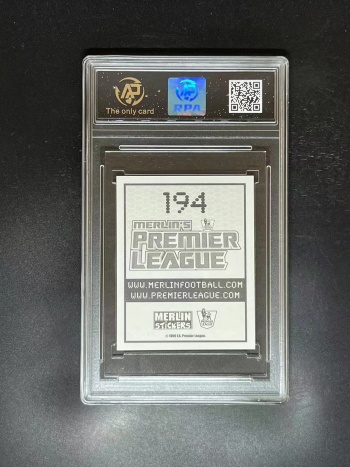 The only card
RPA
194
MERLIN'S
PREMIER
LEAGUE
WWW.MERLINFOOTBALL.COM
WWW.PREMIERLEAGUE.COM
MERLIN
STICKERS